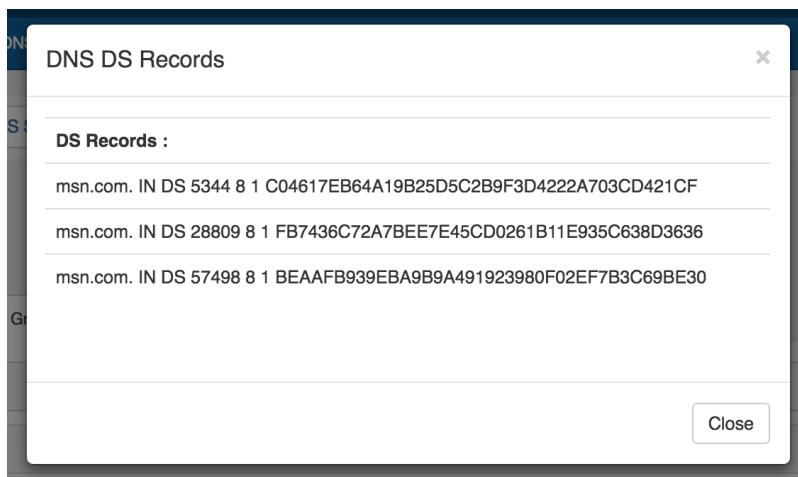 DNS DS Records
×
DS Records :
msn.com. IN DS 5344 8 1 C04617EB64A19B25D5C2B9F3D4222A703CD421CF
msn.com. IN DS 28809 8 1 FB7436C72A7BEE7E45CD0261B11E935C638D3636
msn.com. IN DS 57498 8 1 BEAAFB939EBA9B9A491923980F02EF7B3C69BE30
Close